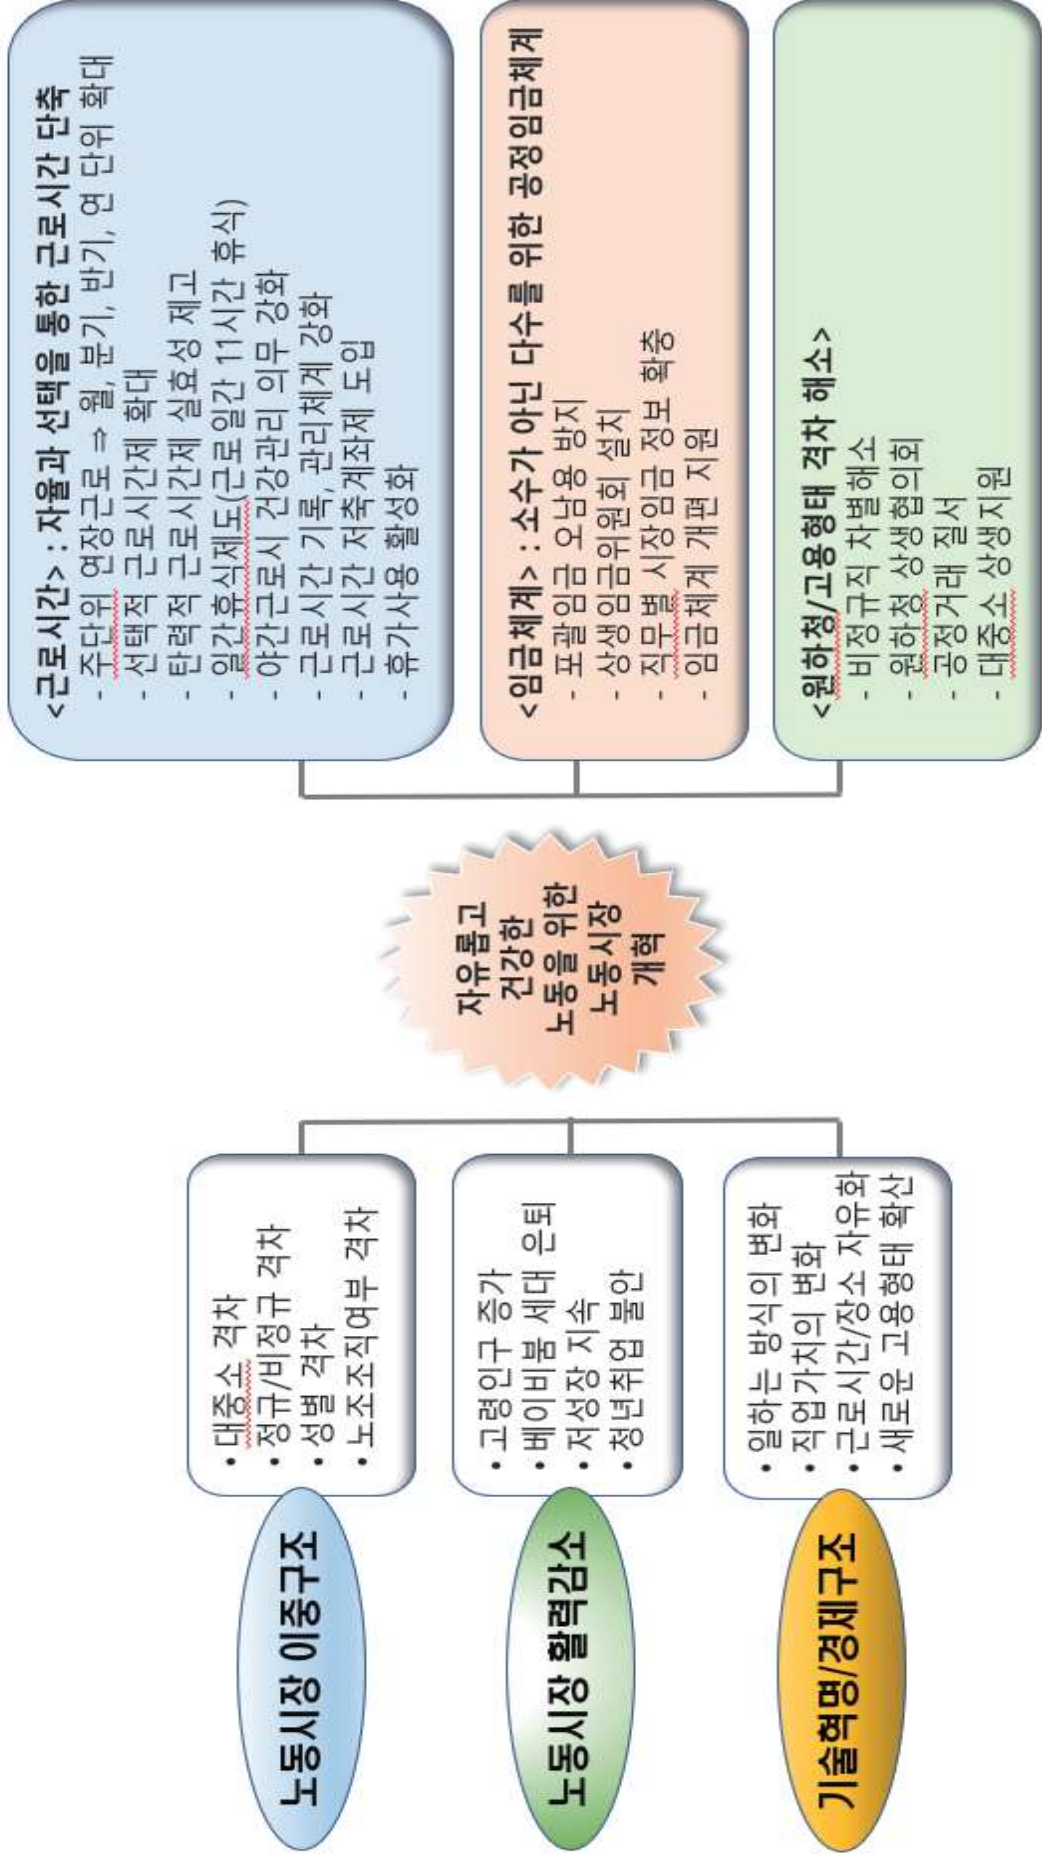 노동시장 이중구조
• 대중소 격차
• 정규/비정규 격차
• 성별 격차
• 노조조직여부 격차
노동시장 활력감소
• 고령인구 증가
• 베이비붐 세대 은퇴
• 저성장 지속
• 청년취업 불안
기술혁명/경제구조
• 일하는 방식의 변화
• 직업가치의 변화
• 근로시간/장소 자유화
• 새로운 고용형태 확산
자유롭고
건강한
노동을 위한
노동시장
개혁
<근로시간> : 자율과 선택을 통한 근로시간 단축
- 주단위 연장근로 ⇒ 월, 분기, 반기, 연 단위 확대
- 선택적 근로시간제 확대
- 탄력적 근로시간제 실효성 제고
- 일간휴식제도(근로일간 11시간 휴식)
- 야간근로시 건강관리 의무 강화
- 근로시간 기록, 관리체계 강화
- 근로시간 저축계좌제 도입
- 휴가사용 활성화
<임금체계> : 소수가 아닌 다수를 위한 공정임금체계
- 포괄임금 오남용 방지
- 상생임금위원회 설치
- 직무별 시장임금 정보 확충
- 임금체계 개편 지원
<원하청/고용형태 격차 해소>
- 비정규직 차별해소
- 원하청 상생협의회
- 공정거래 질서
- 대중소 상생지원